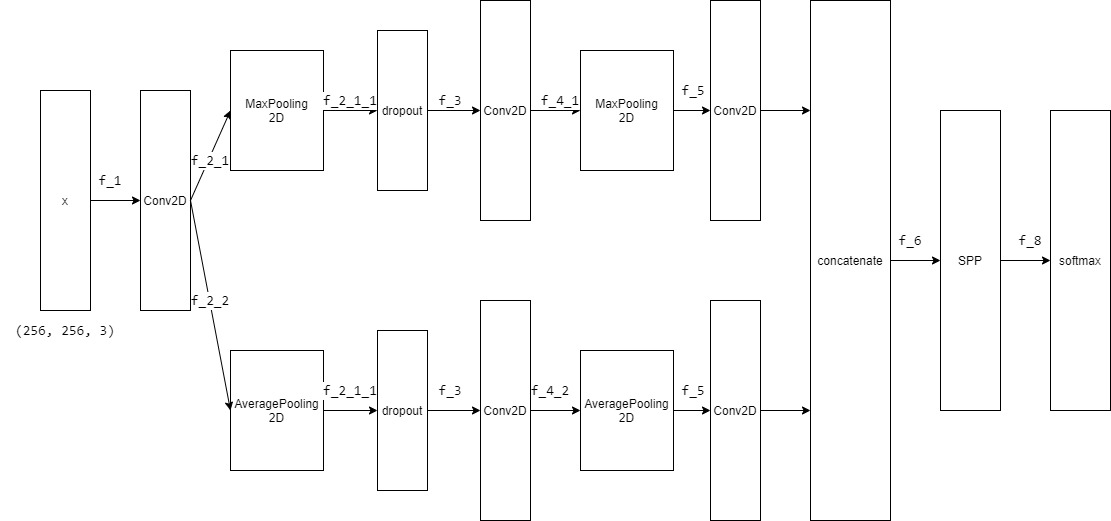 x
(256, 256, 3)
f_1
Conv2D
f_2_1
f_2_2
MaxPooling
2D
f_2_1_1
dropout
f_3
Conv2D
f_4_1
MaxPooling
2D
f_5
Conv2D
AveragePooling
2D
f_2_1_1
dropout
f_3
Conv2D
f_4_2
AveragePooling
2D
f_5
Conv2D
concatenate
f_6
SPP
f_8
softmax